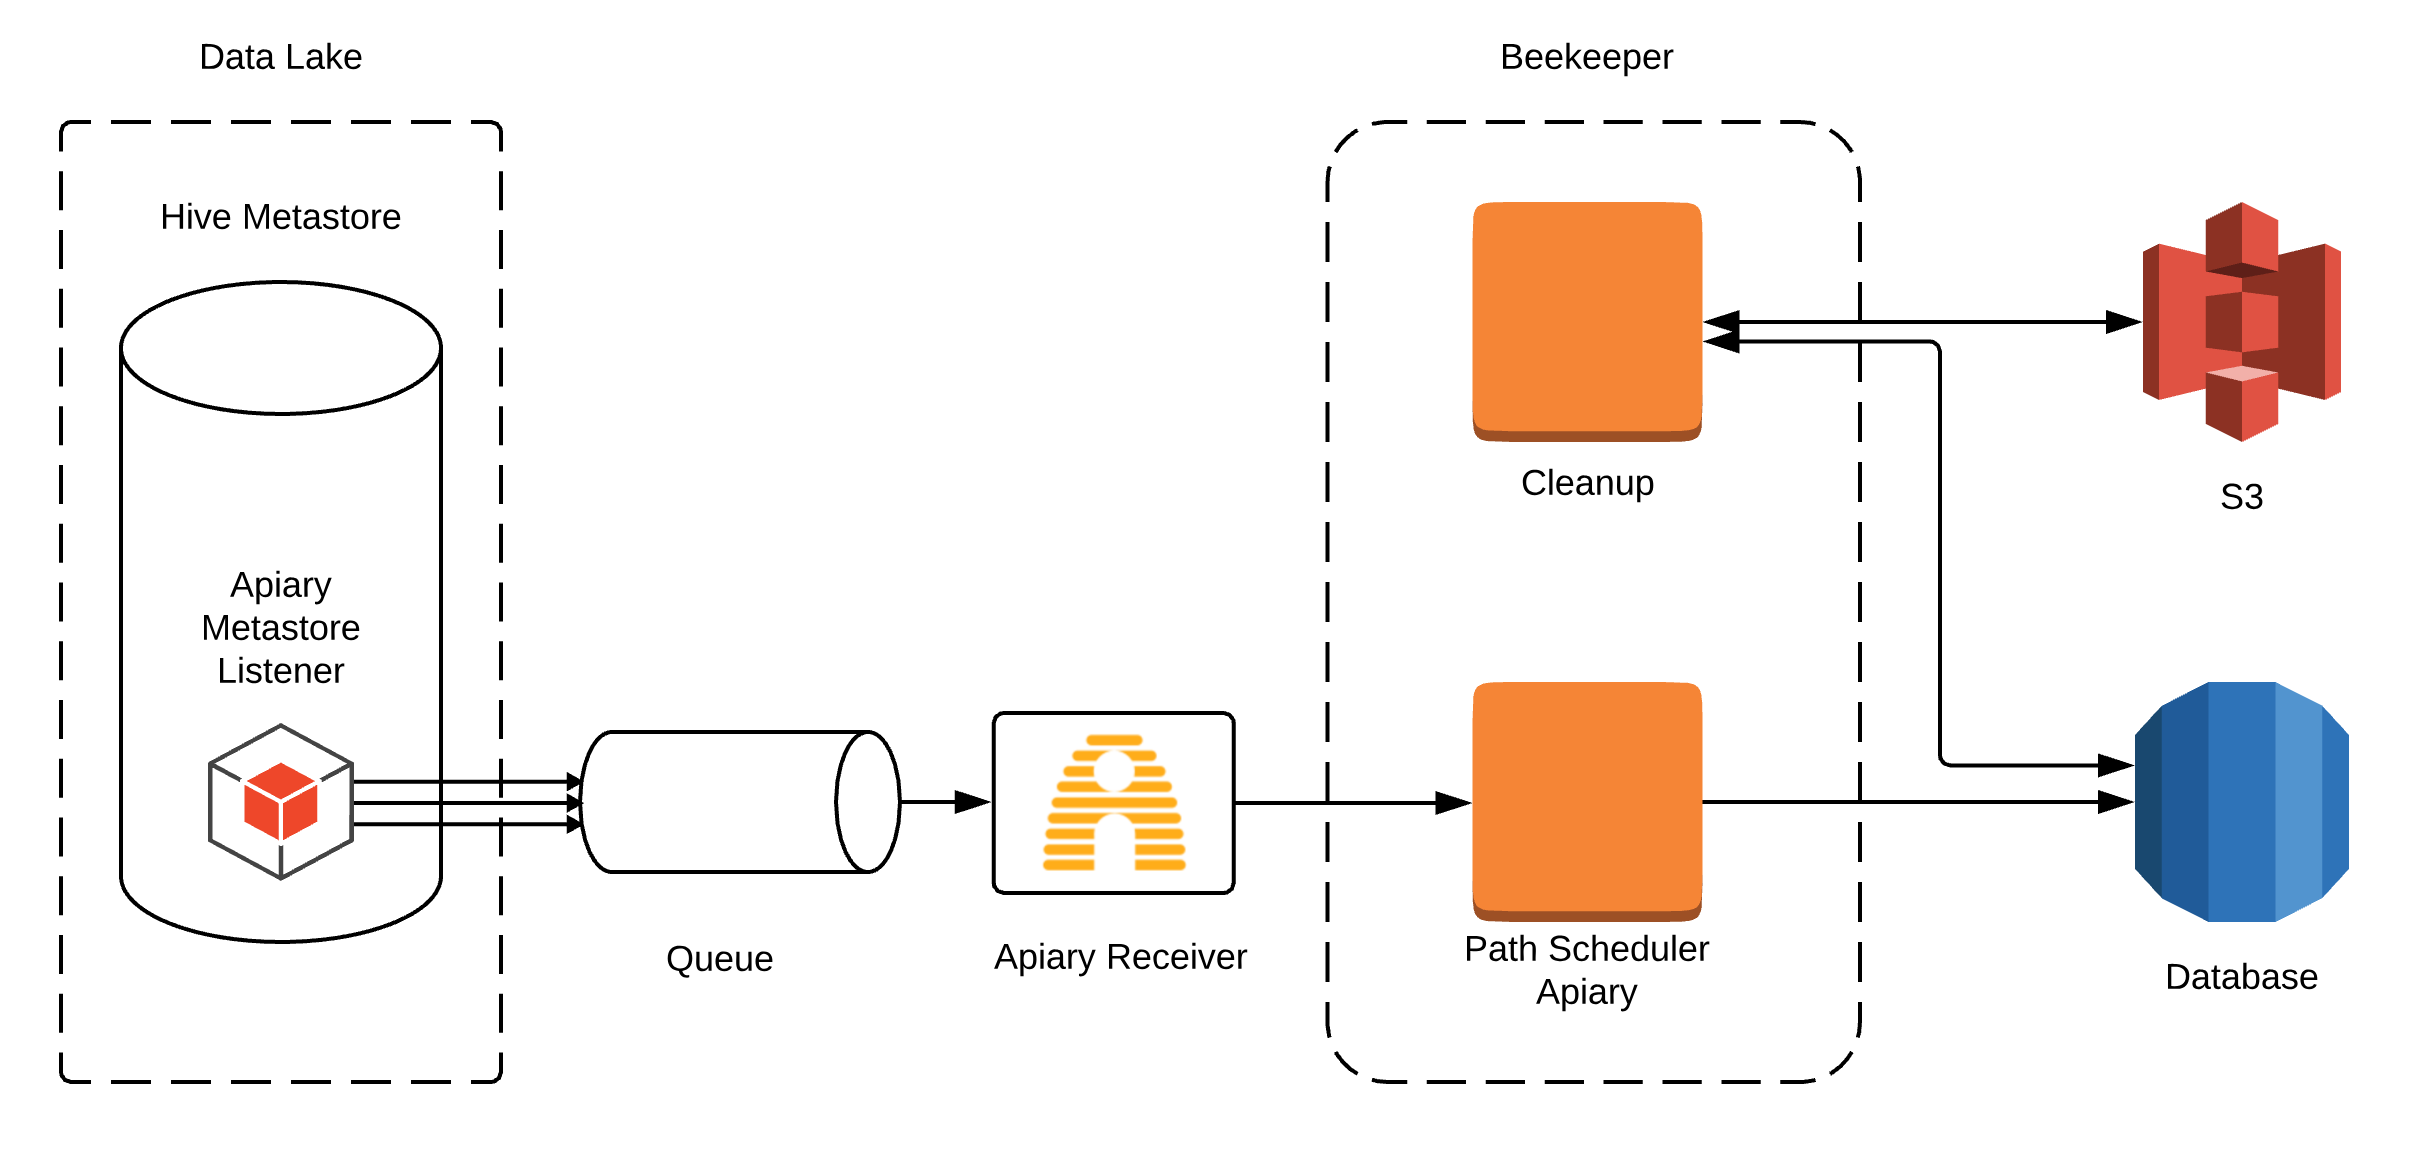 Data Lake
Beekeeper
Hive Metastore
Cleanup
S3
Apiary
Metastore
Listener
Queue
Apiary Receiver
Path Scheduler
Apiary
Database